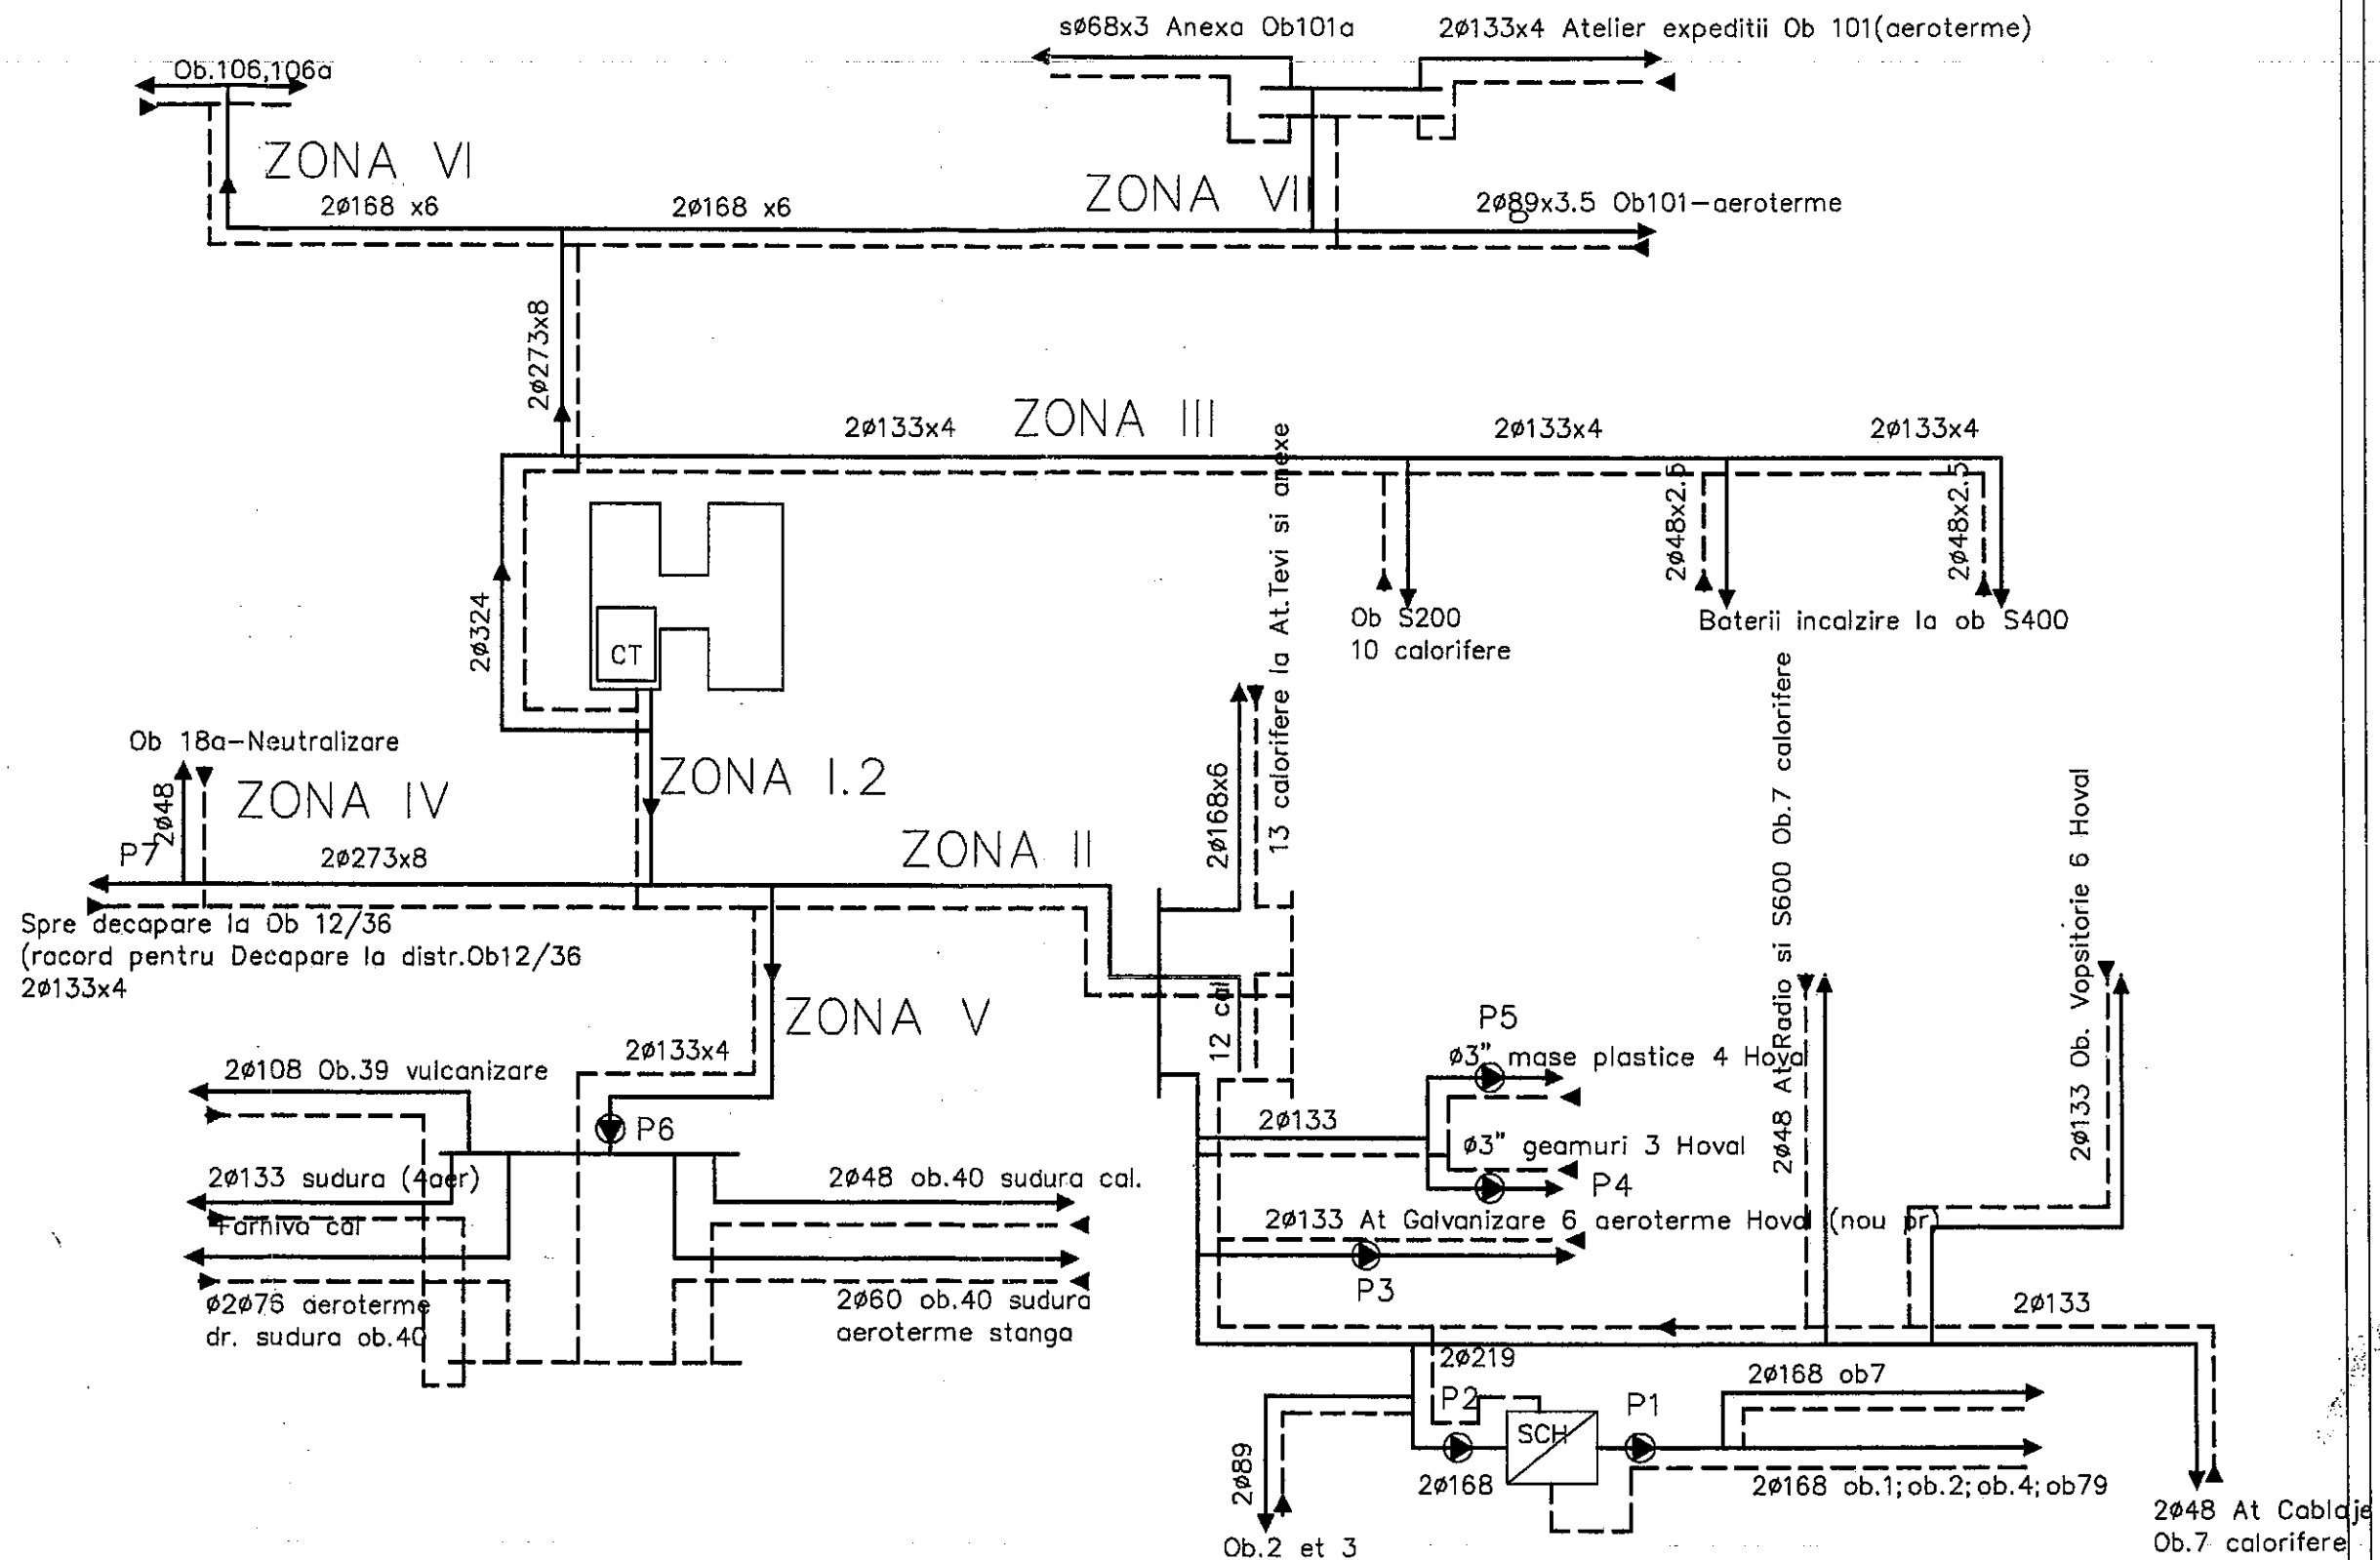 sø68x3 Anexa Ob101a
2ø133x4 Atelier expeditii Ob 101(aeroterme)
Ob.106,106a
ZONA VI
ZONA VII
2ø168 x6
2ø168 x6
2ø89x3.5 Ob101-aeroterme
2ø273x8
2ø133x4
ZONA III
2ø133x4
2ø133x4
2ø48x2.5
2ø48x2.5
13 calorifere la At.Tevi si anexe
2ø324
CT
Ob S200
10 calorifere
Baterii incalzire la ob S400
Ob 18a-Neutralizare
2ø48
ZONA IV
ZONA I.2
2ø168x6
2ø48 At Radio si S600 Ob.7 calorifere
2ø133 Ob. Vopsitorie 6 Hoval
P7
2ø273x8
ZONA II
Spre decapare la Ob 12/36
(racord pentru Decapare la distr.Ob12/36
2ø133x4
ZONA V
12 cal
P5
2ø133x4
ø3" mase plastice 4 Hoval
2ø108 Ob.39 vulcanizare
P6
2ø133
ø3" geamuri 3 Hoval
2ø133 sudura (4aer)
+arhiva cal
2ø48 ob.40 sudura cal.
P4
2ø133 At Galvanizare 6 aeroterme Hoval (nou pr)
P3
ø2ø76 aeroterme
dr. sudura ob.40
2ø60 ob.40 sudura
aeroterme stanga
2ø133
2ø219
2ø168 ob7
P2
SCH
P1
2ø89
2ø168
2ø168 ob.1;ob.2;ob.4;ob79
2ø48 At Cablaje
Ob.7 calorifere
Ob.2 et 3